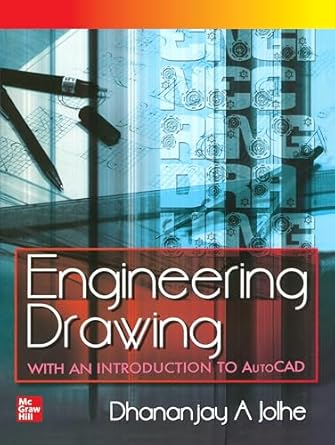 Engineering
Drawing
WITH AN INTRODUCTION TO AUTOCAD
Mc
Graw
Hill
Dhananjay A Jolhe